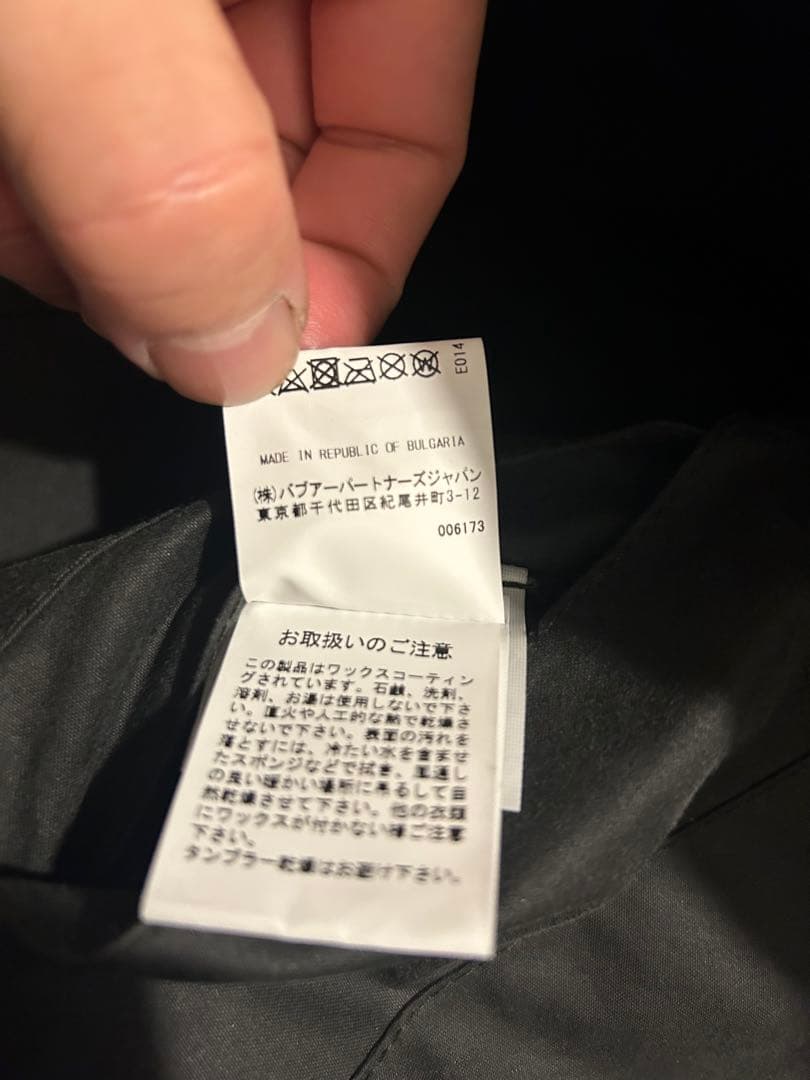 E014
MADE IN REPUBLIC OF BULGARIA
(株)バブアーパートナーズジャパン
東京都千代田区紀尾井町3-12
006173
お取扱いのご注意
この製品はワックスコーティン
グされています。石鹸、洗剤、
溶剤、お湯は使用しないで下さ
い。直火や人工的な熱で乾燥さ
せないで下さい。表面の汚れを
落とすには、冷たい水を含ませ
たスポンジなどで拭き、風通し
の良い暖かい場所に吊るして自
然乾燥させて下さい。他の衣類
にワックスが付かない様ご注意
下さい。
タンブラー乾燥はお避け下さい。